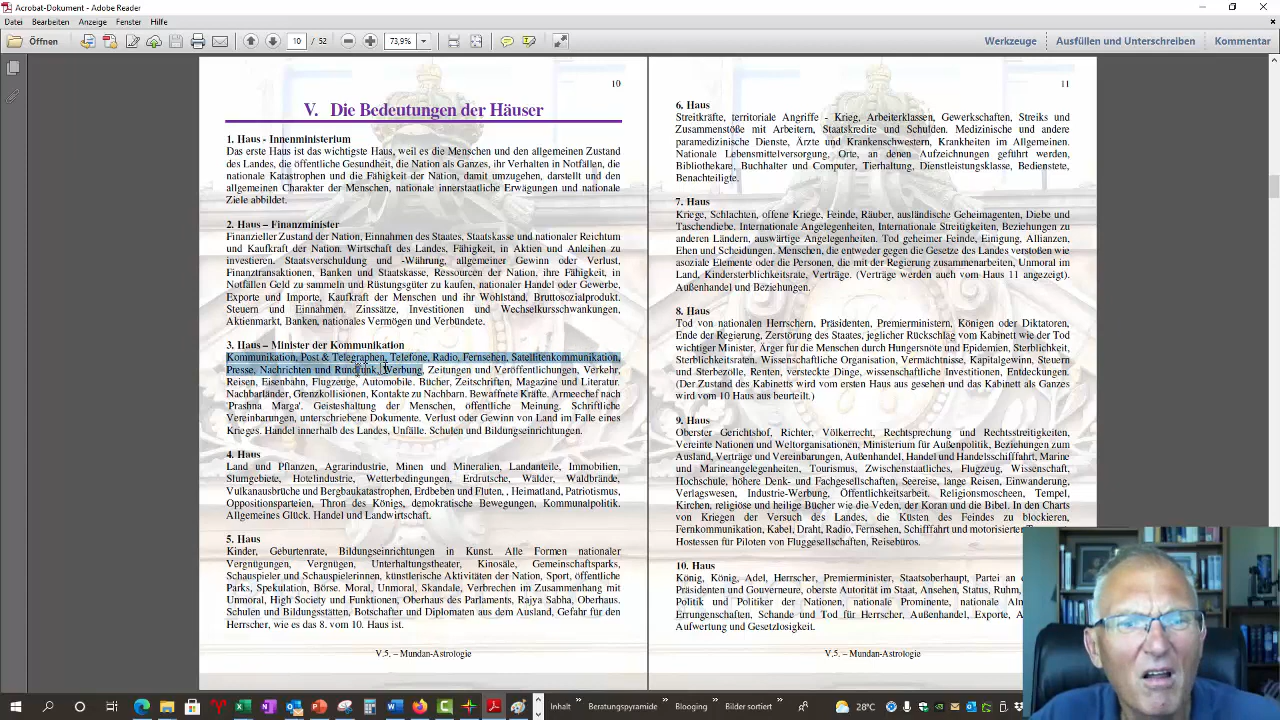 Acrobat-Dokument - Adobe Reader
Datei Bearbeiten Anzeige Fenster Hilfe
Öffnen
10 / 52
73,9%
Werkzeuge
Ausfüllen und Unterschreiben
Kommentar
10
V. Die Bedeutungen der Häuser
1. Haus - Innenministerium
Das erste Haus ist das wichtigste Haus, weil es die Menschen und den allgemeinen Zustand
des Landes, die öffentliche Gesundheit, die Nation als Ganzes, ihr Verhalten in Notfällen, die
nationale Katastrophen und die Fähigkeit der Nation, damit umzugehen, darstellt und den
allgemeinen Charakter der Menschen, nationale innerstaatliche Erwägungen und nationale
Ziele abbildet.
2. Haus – Finanzminister
Finanzieller Zustand der Nation, Einnahmen des Staates, Staatskasse und nationaler Reichtum
und Kaufkraft der Nation. Wirtschaft des Landes, Fähigkeit, in Aktien und Anleihen zu
investieren. Staatsverschuldung und -Währung, allgemeiner Gewinn oder Verlust,
Finanztransaktionen, Banken und Staatskasse, Ressourcen der Nation, ihre Fähigkeit, in
Notfällen Geld zu sammeln und Rüstungsgüter zu kaufen, nationaler Handel oder Gewerbe,
Exporte und Importe, Kaufkraft der Menschen und ihr Wohlstand, Bruttosozialprodukt.
Steuern und Einnahmen. Zinssätze, Investitionen und Wechselkursschwankungen,
Aktienmarkt, Banken, nationales Vermögen und Verbündete.
3. Haus – Minister der Kommunikation
Kommunikation, Post & Telegraphen, Telefone, Radio, Fernsehen, Satellitenkommunikation,
Presse, Nachrichten und Rundfunk, Werbung, Zeitungen und Veröffentlichungen, Verkehr,
Reisen, Eisenbahn, Flugzeuge, Automobile. Bücher, Zeitschriften, Magazine und Literatur.
Nachbarländer, Grenzkollisionen, Kontakte zu Nachbarn. Bewaffnete Kräfte. Armeechef nach
'Prashna Marga'. Geisteshaltung der Menschen, öffentliche Meinung. Schriftliche
Vereinbarungen, unterschriebene Dokumente. Verlust oder Gewinn von Land im Falle eines
Krieges. Handel innerhalb des Landes, Unfälle. Schulen und Bildungseinrichtungen.
4. Haus
Land und Pflanzen, Agrarindustrie, Minen und Mineralien, Landanteile, Immobilien,
Slumgebiete, Hotelindustrie, Wetterbedingungen, Erdrutsche, Wälder, Waldbrände,
Vulkanausbrüche und Bergbaukatastrophen, Erdbeben und Fluten, , Heimatland, Patriotismus,
Oppositionsparteien, Thron des Königs, demokratische Bewegungen, Kommunalpolitik.
Allgemeines Glück. Handel und Landwirtschaft.
5. Haus
Kinder, Geburtenrate, Bildungseinrichtungen in Kunst. Alle Formen nationaler
Vergnügungen, Vergnügen, Unterhaltungstheater, Kinosäle, Gemeinschaftsparks,
Schauspieler und Schauspielerinnen, künstlerische Aktivitäten der Nation, Sport, öffentliche
Parks, Spekulation, Börse. Moral, Unmoral, Skandale, Verbrechen im Zusammenhang mit
Unmoral, High Society und Funktionen, Oberhaus des Parlaments, Rajya Sabha, Oberhaus.
Schulen und Bildungsstätten, Botschafter und Diplomaten aus dem Ausland, Gefahr für den
Herrscher, wie es das 8. vom 10. Haus ist.
V.5. – Mundan-Astrologie
11
6. Haus
Streitkräfte, territoriale Angriffe - Krieg, Arbeiterklassen, Gewerkschaften, Streiks und
Zusammenstöße mit Arbeitern, Staatskredite und Schulden. Medizinische und andere
paramedizinische Dienste, Ärzte und Krankenschwestern, Krankheiten im Allgemeinen.
Nationale Lebensmittelversorgung, Orte, an denen Aufzeichnungen geführt werden,
Bibliothekare, Buchhalter und Computer, Tierhaltung, Dienstleistungsklasse, Bedienstete,
Benachteiligte.
7. Haus
Kriege, Schlachten, offene Kriege, Feinde, Räuber, ausländische Geheimagenten, Diebe und
Taschendiebe. Internationale Angelegenheiten, Internationale Streitigkeiten, Beziehungen zu
anderen Ländern, auswärtige Angelegenheiten. Tod geheimer Feinde, Einigung, Allianzen,
Ehen und Scheidungen. Menschen, die entweder gegen die Gesetze des Landes verstoßen wie
asoziale Elemente oder die Personen, die mit der Regierung zusammenarbeiten, Unmoral im
Land, Kindersterblichkeitsrate, Verträge. (Verträge werden auch vom Haus 11 angezeigt).
Außenhandel und Beziehungen.
8. Haus
Tod von nationalen Herrschern, Präsidenten, Premierministern, Königen oder Diktatoren,
Ende der Regierung, Zerstörung des Staates, jeglicher Rückschlag vom Kabinett wie der Tod
wichtiger Minister, Ärger für die Menschen durch Hungersnöte und Epidemien, Sterblichkeit,
Sterblichkeitsraten. Wissenschaftliche Organisation, Vermächtnisse, Kapitalgewinn, Steuern
und Sterbezölle, Renten, versteckte Dinge, wissenschaftliche Investitionen, Entdeckungen.
(Der Zustand des Kabinetts wird vom ersten Haus aus gesehen und das Kabinett als Ganzes
wird vom 10 Haus aus beurteilt.)
9. Haus
Oberster Gerichtshof, Richter, Völkerrecht, Rechtsprechung und Rechtsstreitigkeiten,
Vereinte Nationen und Weltorganisationen, Ministerium für Außenpolitik, Beziehungen zum
Ausland, Verträge und Vereinbarungen, Außenhandel, Handel und Handelsschifffahrt, Marine
und Marineangelegenheiten, Tourismus, Zwischenstaatliches, Flugzeug, Wissenschaft,
Hochschule, höhere Denk- und Fachgesellschaften, Seereise, lange Reisen, Einwanderung,
Verlagswesen, Industrie-Werbung, Öffentlichkeitsarbeit. Religionsmoscheen, Tempel,
Kirchen, religiöse und heilige Bücher wie die Veden, der Koran und die Bibel. In den Charts
von Kriegen der Versuch des Landes, die Küsten des Feindes zu blockieren,
Fernkommunikation, Kabel, Draht, Radio, Fernsehen, Schifffahrt und motorisierter
Hostessen für Piloten von Fluggesellschaften, Reisebüros.
10. Haus
König, König, Adel, Herrscher, Premierminister, Staatsoberhaupt, Partei an
Präsidenten und Gouverneure, oberste Autorität im Staat, Ansehen, Status, Ruhm,
Politik und Politiker der Nationen, nationale Prominente, nationale
Errungenschaften, Schande und Tod für Herrscher, Außenhandel, Exporte,
Aufwertung und Gesetzlosigkeit.
V.5. – Mundan-Astrologie
Inhalt
Beratungspyramide
Blooging
Bilder sortiert
28°C